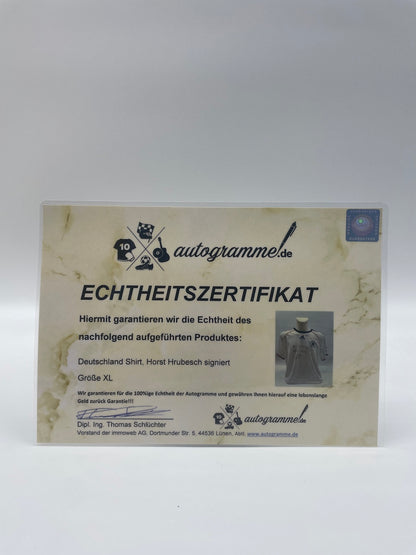 10
autogramme.de
ECHTHEITSZERTIFIKAT
Hiermit garantieren wir die Echtheit des
nachfolgend aufgeführten Produktes:
Deutschland Shirt, Horst Hrubesch signiert
Größe XL
Wir garantieren für die 100%ige Echtheit der Autogramme und gewähren Ihnen hierauf eine lebenslange
Geld zurück Garantie!!!
autogramme.de
Dipl. Ing. Thomas Schlüchter
Vorstand der immoweb AG, Dortmunder Str. 5, 44536 Lünen, Abtl. www.autogramme.de